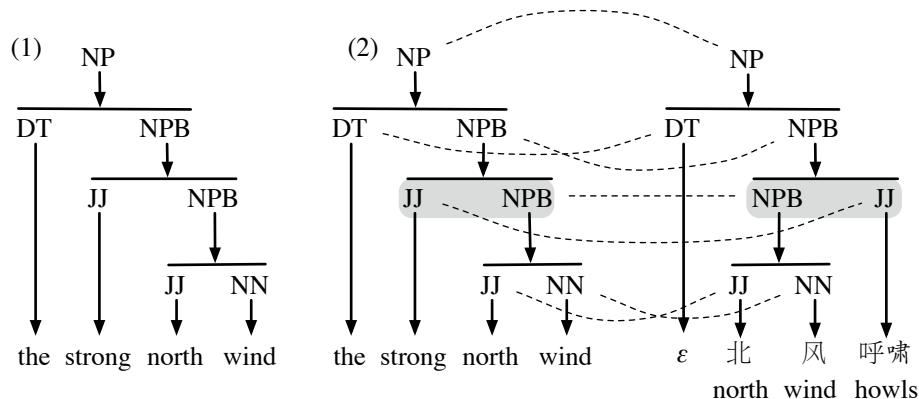 (1) (2)
NP NP NP
DT NPB DT NPB DT NPB
JJ NPB JJ NPB NPB JJ
JJ NN JJ NN JJ NN
the strong north wind the strong north wind ε 北 风 呼啸
north wind howls